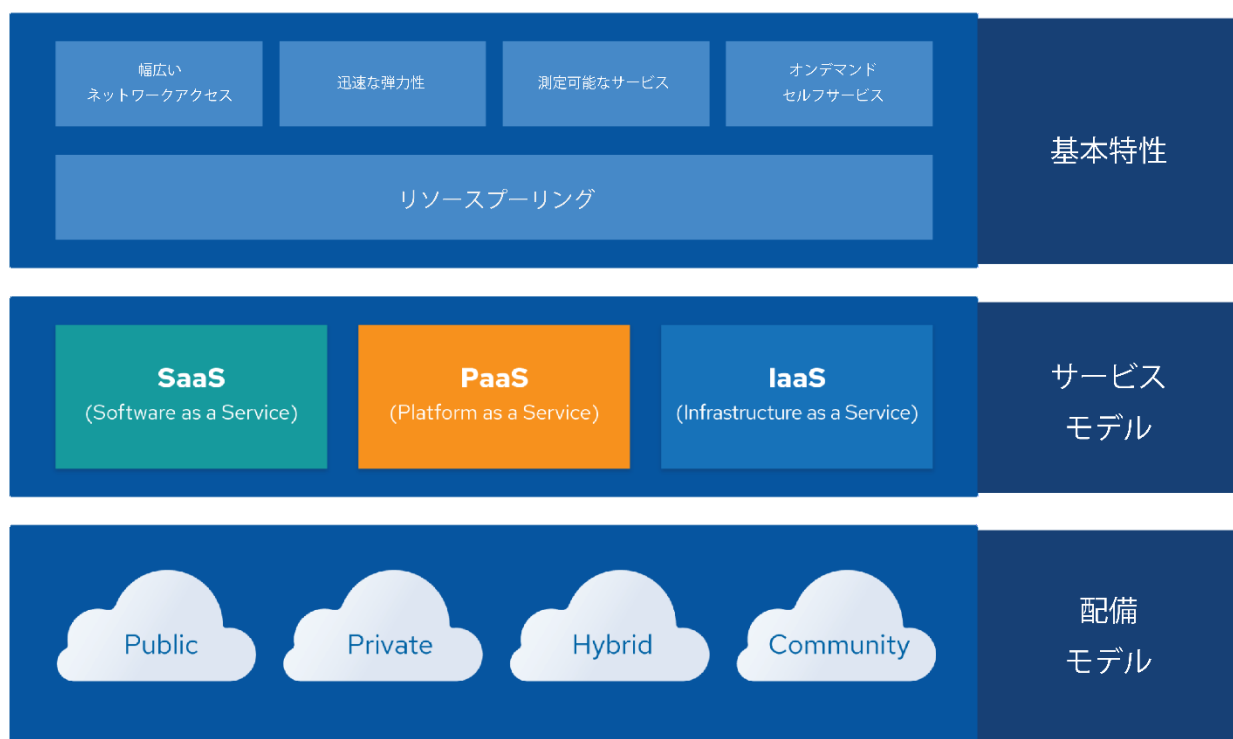 幅広い
ネットワークアクセス
迅速な弾力性
測定可能なサービス
オンデマンド
セルフサービス
リソースプーリング
基本特性
SaaS
(Software as a Service)
PaaS
(Platform as a Service)
IaaS
(Infrastructure as a Service)
サービス
モデル
Public
Private
Hybrid
Community
配備
モデル